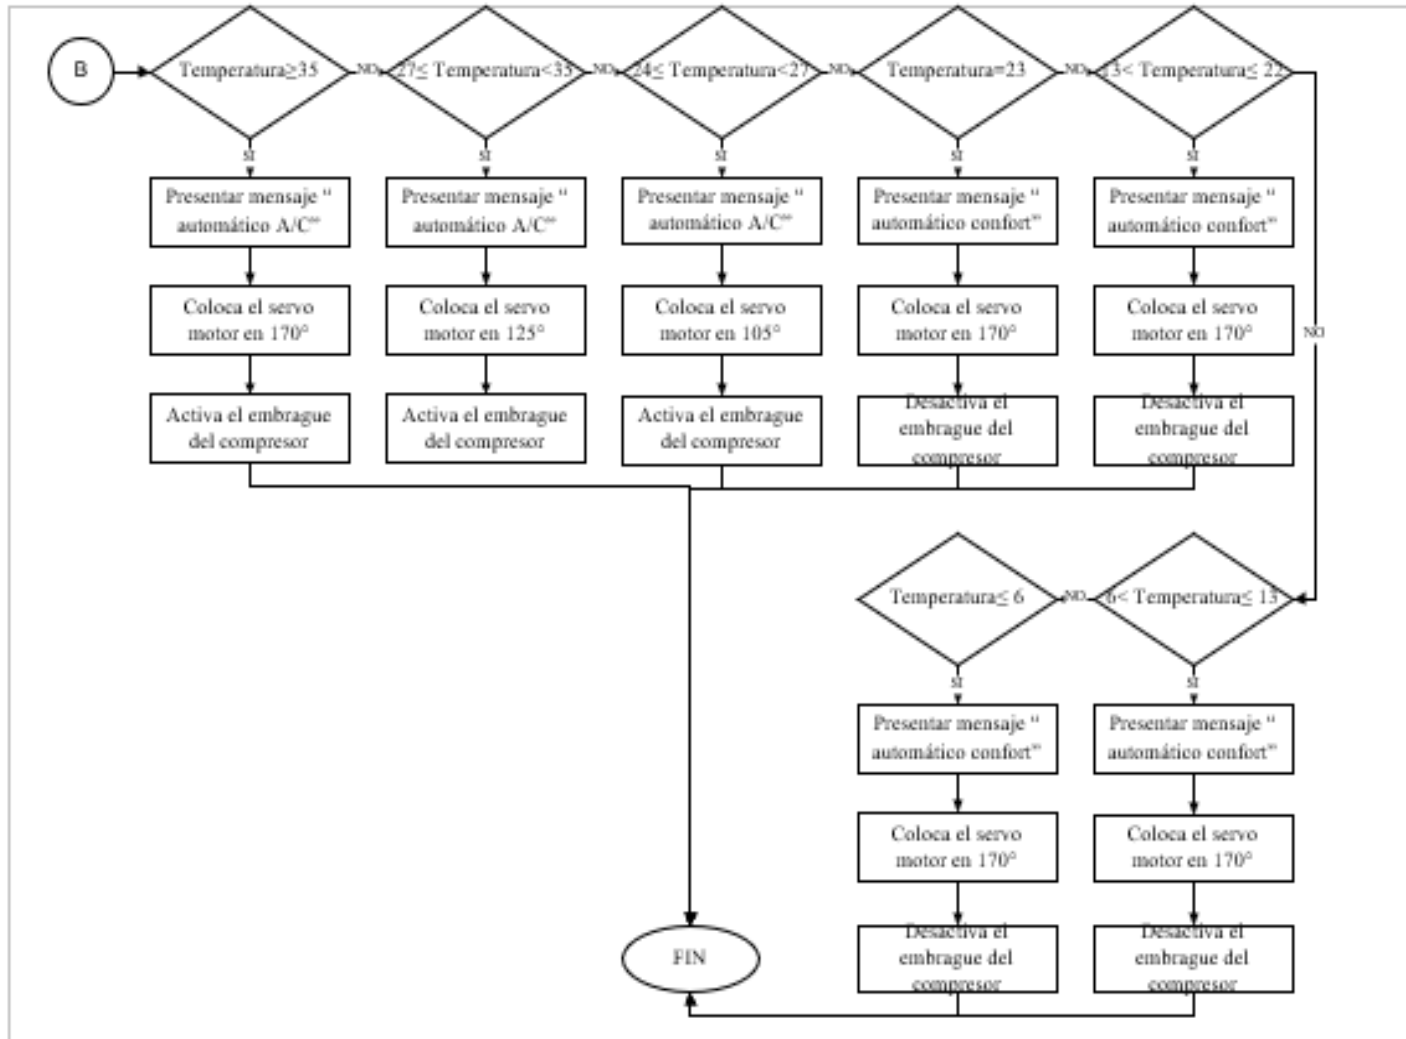 B
Temperatura≥35
NO
27≤ Temperatura<35
NO
24≤ Temperatura<27
NO
Temperatura=23
NO
13< Temperatura≤ 22
SI
SI
SI
SI
SI
Presentar mensaje “
automático A/C”
Presentar mensaje “
automático A/C”
Presentar mensaje “
automático A/C”
Presentar mensaje “
automático confort”
Presentar mensaje “
automático confort”
Coloca el servo
motor en 170°
Coloca el servo
motor en 125°
Coloca el servo
motor en 105°
Coloca el servo
motor en 170°
Coloca el servo
motor en 170°
NO
Activa el embrague
del compresor
Activa el embrague
del compresor
Activa el embrague
del compresor
Desactiva el
embrague del
compresor
Desactiva el
embrague del
compresor
Temperatura≤ 6
NO
6< Temperatura≤ 13
SI
SI
Presentar mensaje “
automático confort”
Presentar mensaje “
automático confort”
Coloca el servo
motor en 170°
Coloca el servo
motor en 170°
FIN
Desactiva el
embrague del
compresor
Desactiva el
embrague del
compresor